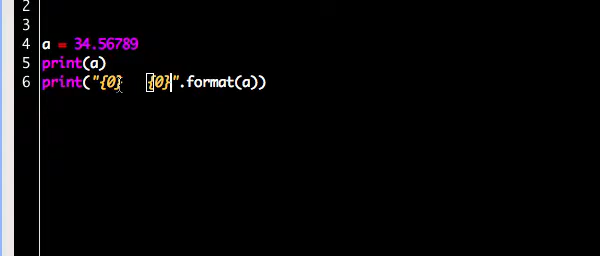 2
3
4 a = 34.56789
5 print(a)
6 print("{0}   {0}".format(a))